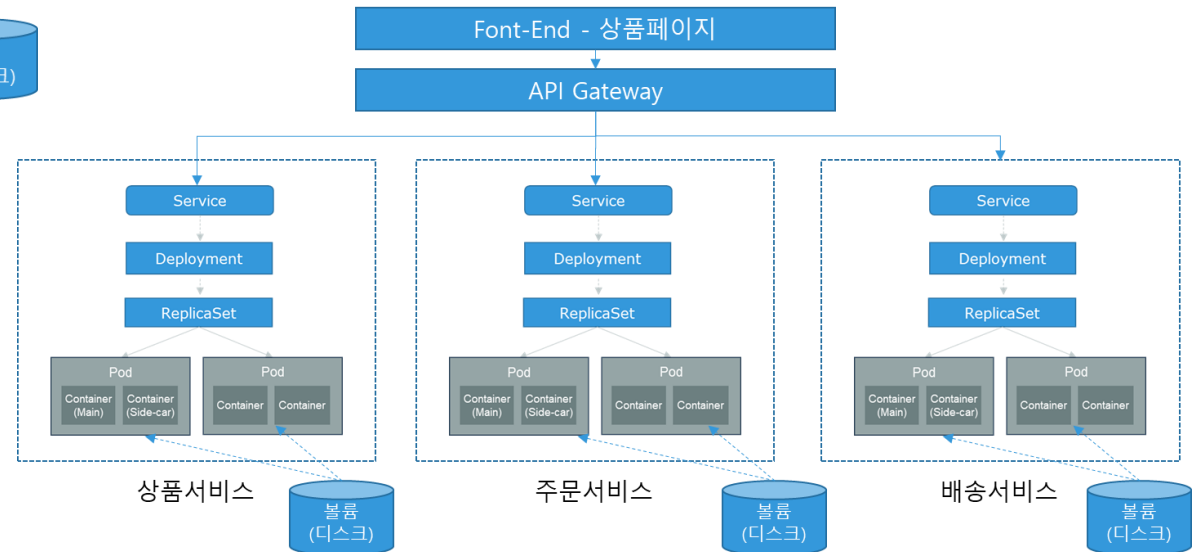 Font-End - 상품페이지
크)
API Gateway
Service
Service
Service
Deployment
Deployment
Deployment
ReplicaSet
ReplicaSet
ReplicaSet
Pod
Pod
Pod
Pod
Pod
Pod
Container
(Main)
Container
(Side-car)
Container
Container
Container
(Main)
Container
(Side-car)
Container
Container
Container
(Main)
Container
(Side-car)
Container
Container
상품서비스
주문서비스
배송서비스
볼륨
(디스크)
볼륨
(디스크)
볼륨
(디스크)